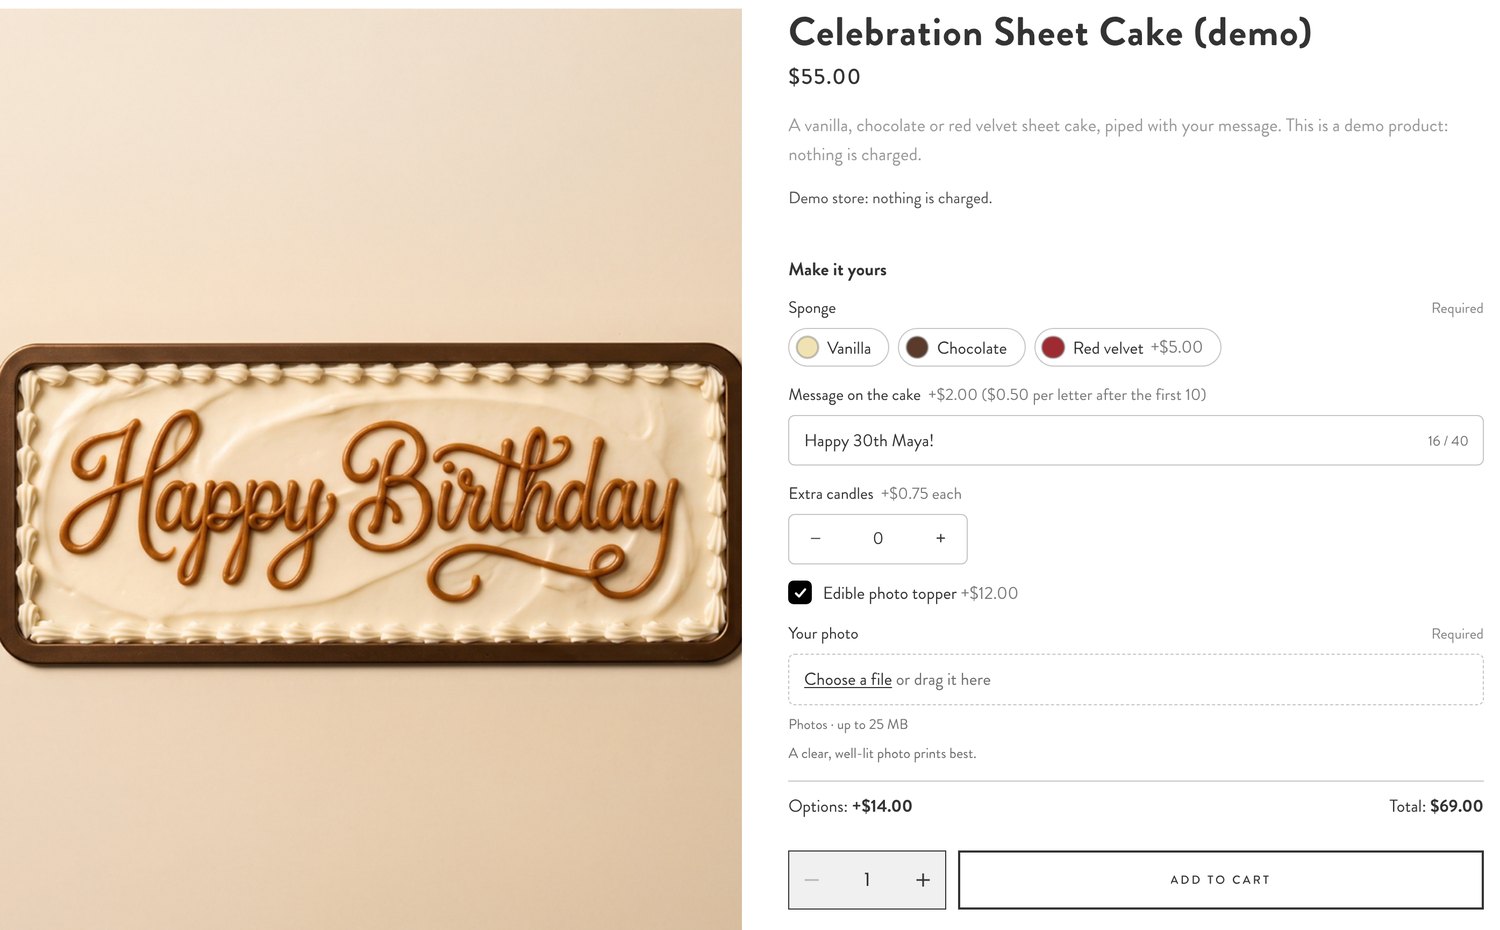 Happy Birthday
Celebration Sheet Cake (demo)
$55.00
A vanilla, chocolate or red velvet sheet cake, piped with your message. This is a demo product:
nothing is charged.
Demo store: nothing is charged.
Make it yours
Sponge Required
Vanilla Chocolate Red velvet +$5.00
Message on the cake +$2.00 ($0.50 per letter after the first 10)
Happy 30th Maya! 16 / 40
Extra candles +$0.75 each
− 0 +
Edible photo topper +$12.00
Your photo Required
Choose a file or drag it here
Photos · up to 25 MB
A clear, well-lit photo prints best.
Options: +$14.00 Total: $69.00
− 1 + ADD TO CART